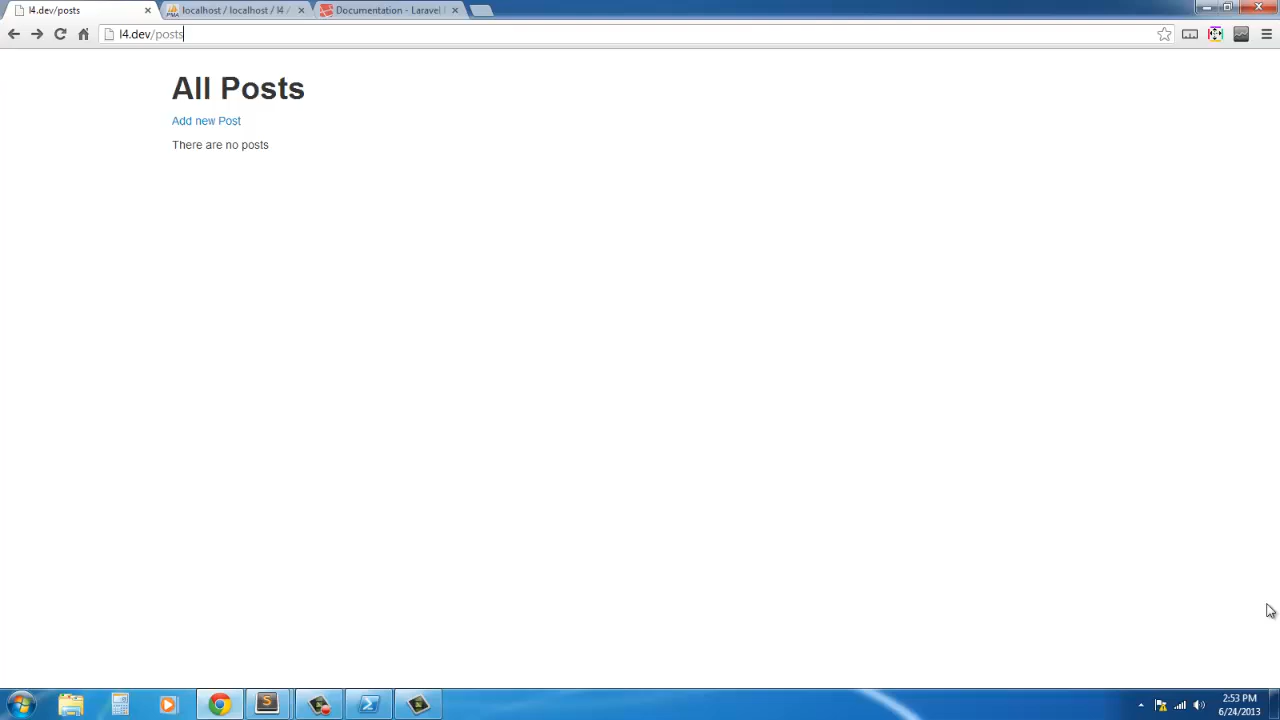 l4.dev/posts
localhost / localhost / l4 /
Documentation - Laravel
l4.dev/posts
All Posts
Add new Post
There are no posts
2:53 PM
6/24/2013